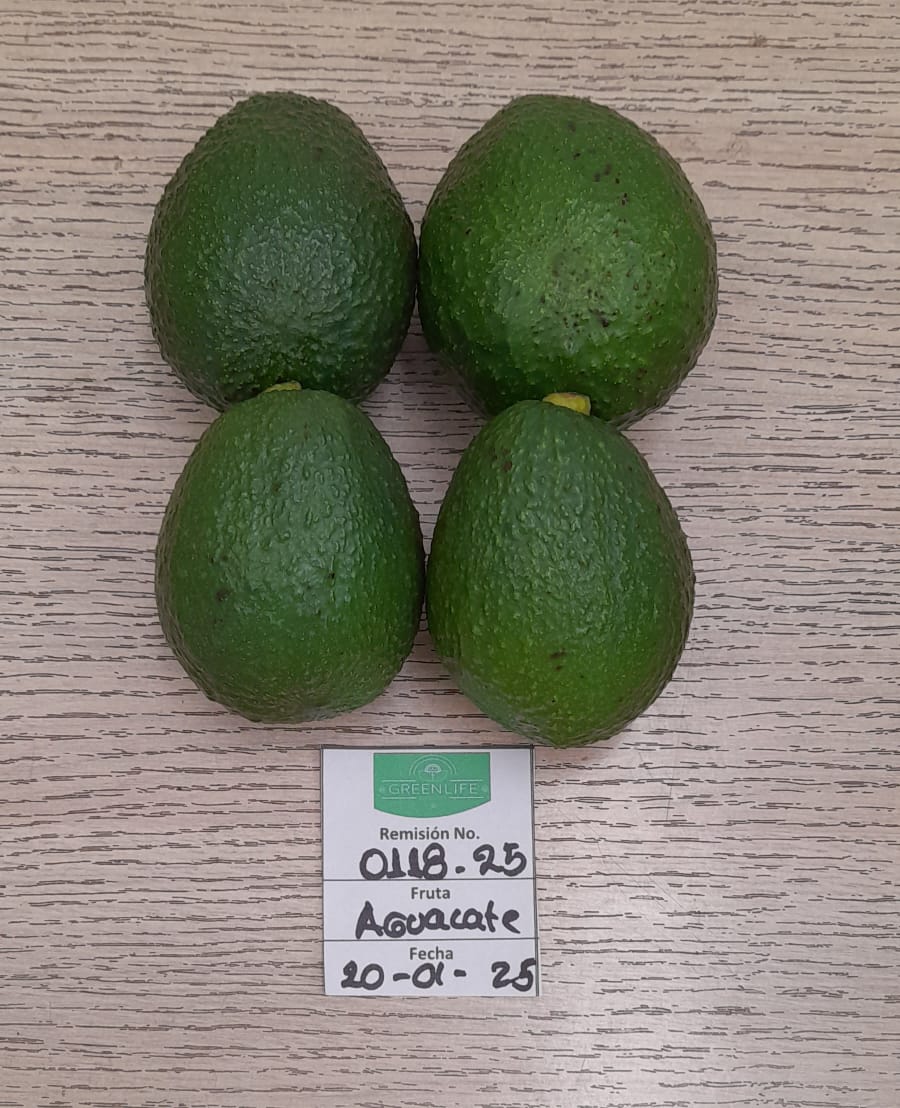 GREENLIFE
Remisión No.
0118.25
Fruta
Aguacate
Fecha
20-01-25